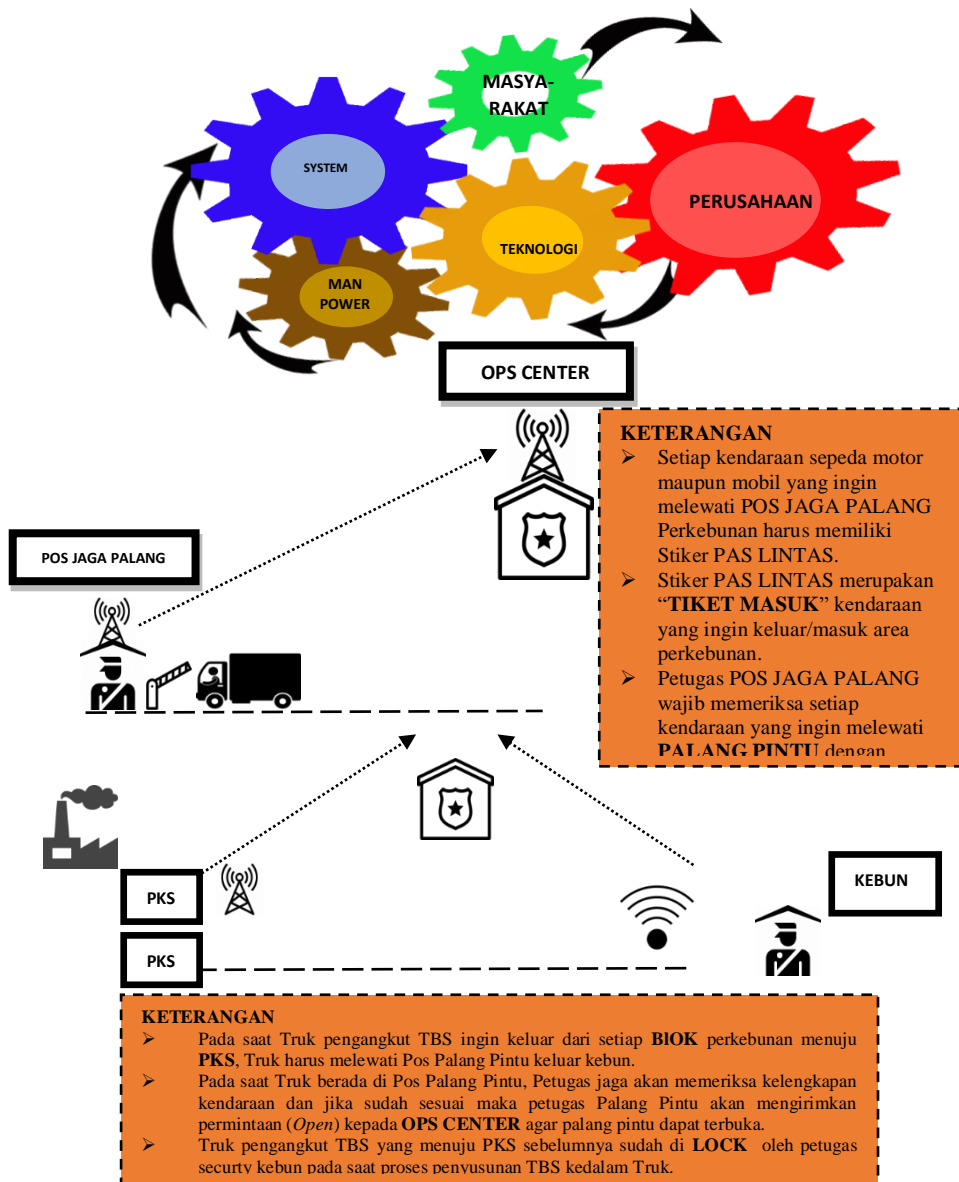 MASYA-
RAKAT
SYSTEM
PERUSAHAAN
TEKNOLOGI
MAN
POWER
OPS CENTER
KETERANGAN
➢ Setiap kendaraan sepeda motor
maupun mobil yang ingin
melewati POS JAGA PALANG
Perkebunan harus memiliki
Stiker PAS LINTAS.
➢ Stiker PAS LINTAS merupakan
“TIKET MASUK” kendaraan
yang ingin keluar/masuk area
perkebunan.
➢ Petugas POS JAGA PALANG
wajib memeriksa setiap
kendaraan yang ingin melewati
PALANG PINTU dengan
POS JAGA PALANG
PKS
KEBUN
PKS
KETERANGAN
➢ Pada saat Truk pengangkut TBS ingin keluar dari setiap BlOK perkebunan menuju
PKS, Truk harus melewati Pos Palang Pintu keluar kebun.
➢ Pada saat Truk berada di Pos Palang Pintu, Petugas jaga akan memeriksa kelengkapan
kendaraan dan jika sudah sesuai maka petugas Palang Pintu akan mengirimkan
permintaan (Open) kepada OPS CENTER agar palang pintu dapat terbuka.
➢ Truk pengangkut TBS yang menuju PKS sebelumnya sudah di LOCK oleh petugas
securty kebun pada saat proses penyusunan TBS kedalam Truk.